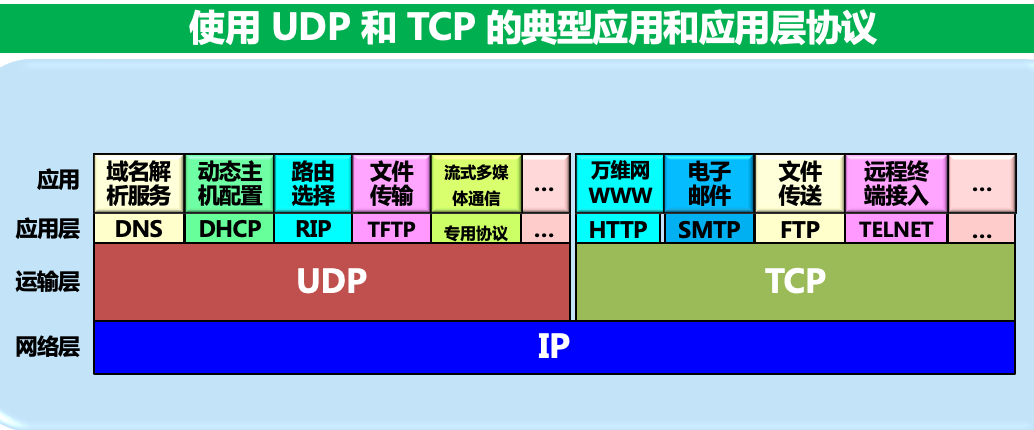 使用 UDP 和 TCP 的典型应用和应用层协议
应用
域名解
析服务
动态主
机配置
路由
选择
文件
传输
流式多媒
体通信
…
万维网
WWW
电子
邮件
文件
传送
远程终
端接入
…
应用层
DNS
DHCP
RIP
TFTP
专用协议
…
HTTP
SMTP
FTP
TELNET
…
运输层
UDP
TCP
网络层
IP